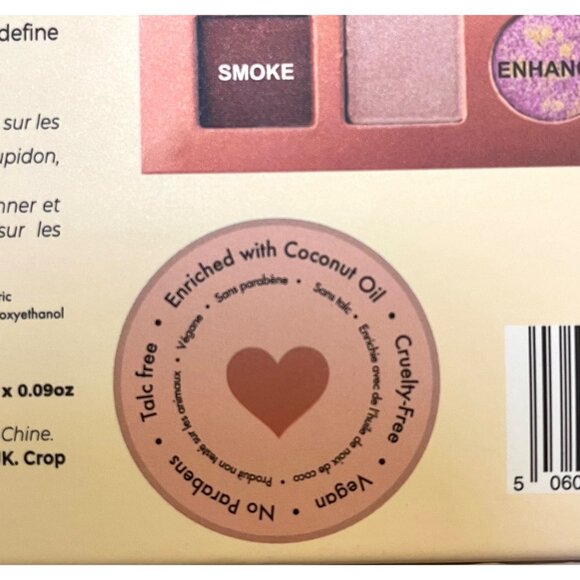 define
SMOKE
ENHANC
sur les
upidon,
nner et
sur les
ric
oxyethanol
x 0.09oz
Chine.
JK. Crop
Enriched with Coconut Oil • Cruelty-Free • Vegan • No Parabens • Talc free •
Sans parabène • Sans talc • Enrichie avec de l'huile de noix de coco • Produit non testé sur les animaux • Végane •
5 060